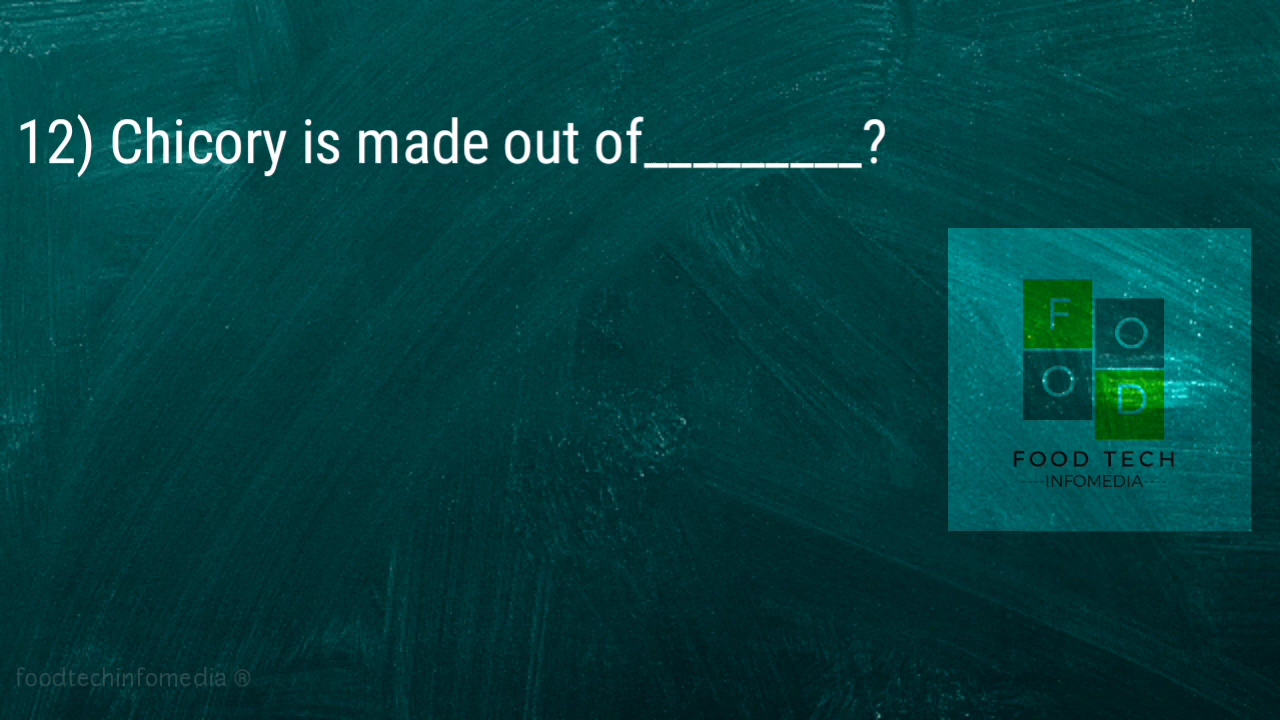 12) Chicory is made out of_________?
F
O
O
D
FOOD TECH
----INFOMEDIA----
foodtechinfomedia ®